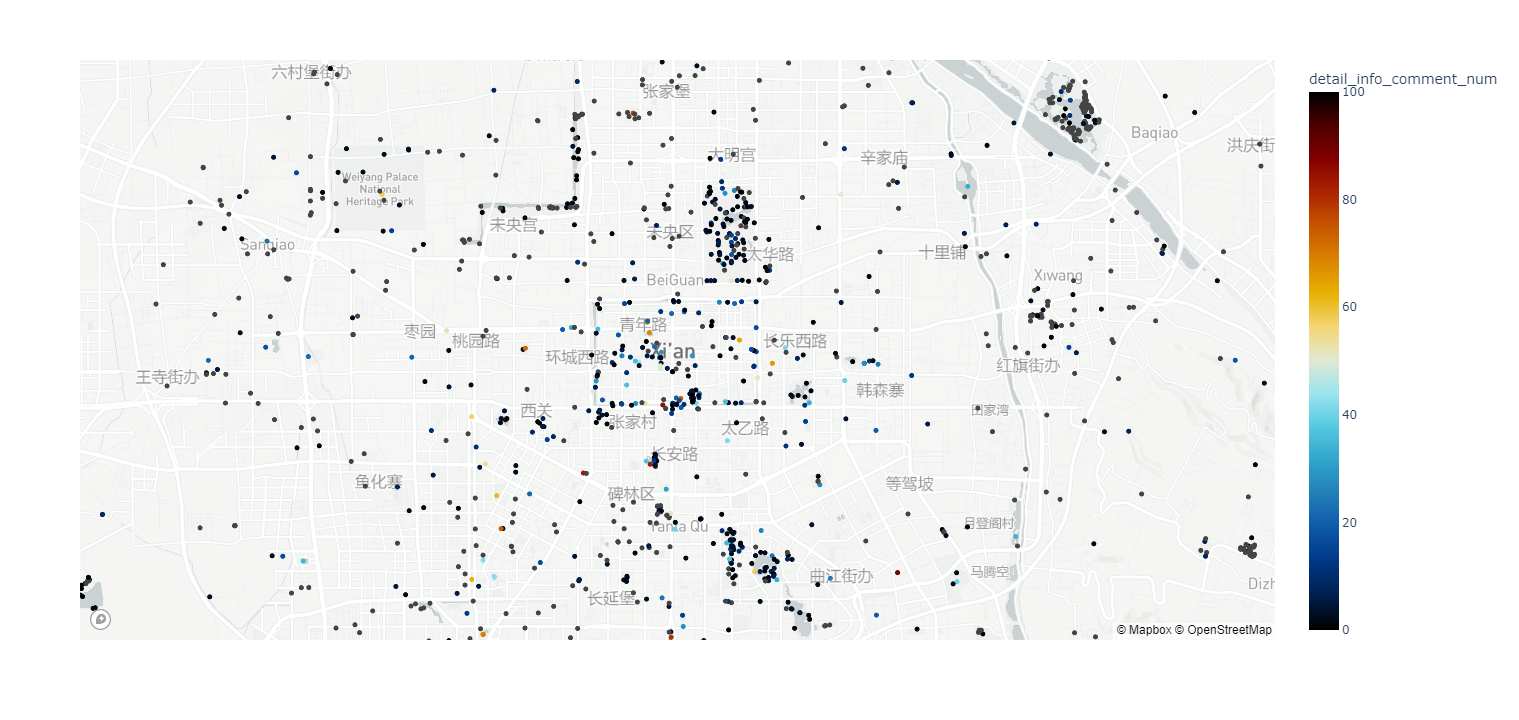 detail_info_comment_num
100
80
60
40
20
0
六村堡街办
张家堡
Baqiao
洪庆街
大明宫
辛家庙
Weiyang Palace
National
Heritage Park
未央宫
未央区
Sanqiao
太华路
十里铺
BeiGuan
Xiwang
青年路
枣园
桃园路
长乐西路
Xi'an
环城西路
红旗街办
王寺街办
韩森寨
西关
张家村
太乙路
长安路
鱼化寨
等驾坡
碑林区
Yanta Qu
月登阁村
马腾空
曲江街办
Dizh
长延堡
© Mapbox © OpenStreetMap